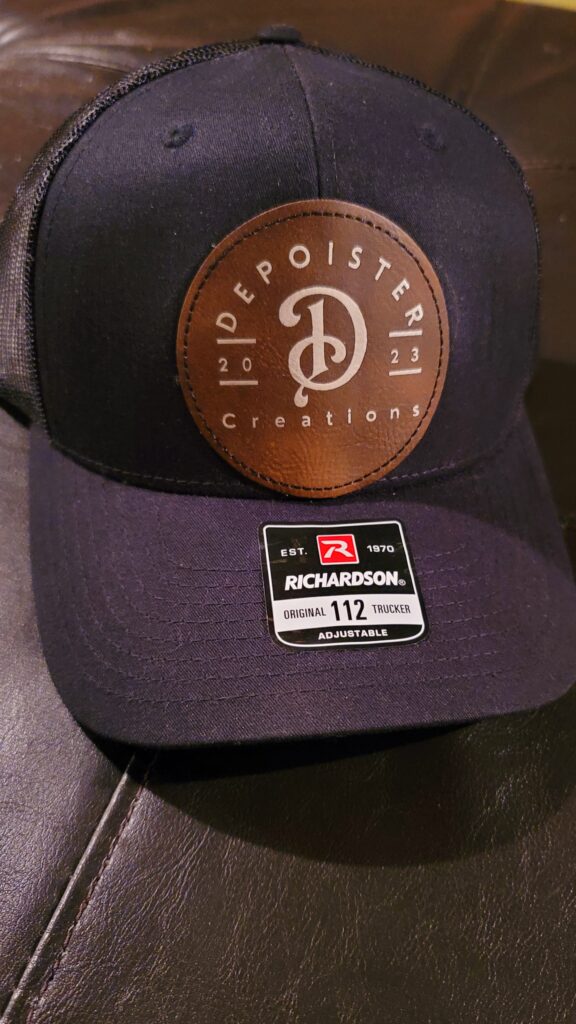 DEPOISTER
20 D 23
Creations
EST. R 1970
RICHARDSON®
ORIGINAL 112 TRUCKER
ADJUSTABLE